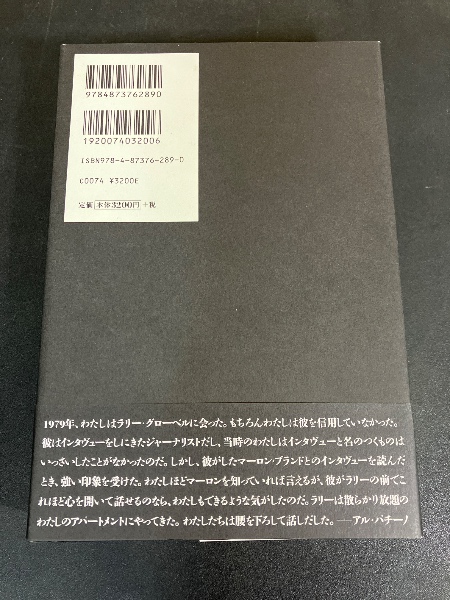 9784873762890
1920074032006
ISBN978-4-87376-289-0
C0074 ¥3200E
定価 本体3200円 +税
1979年、わたしはラリー・グローベルに会った。もちろんわたしは彼を信用していなかった。
彼はインタヴューをしにきたジャーナリストだし、当時のわたしはインタヴューと名のつくものは
いっさいしたことがなかったのだ。しかし、彼がしたマーロン・ブランドとのインタヴューを読んだ
とき、強い印象を受けた。わたしほどマーロンを知っていれば言えるが、彼がラリーの前でこ
れほど心を開いて話せるのなら、わたしもできるような気がしたのだ。ラリーは散らかり放題の
わたしのアパートメントにやってきた。わたしたちは腰を下ろして話しだした。──アル・パチーノ